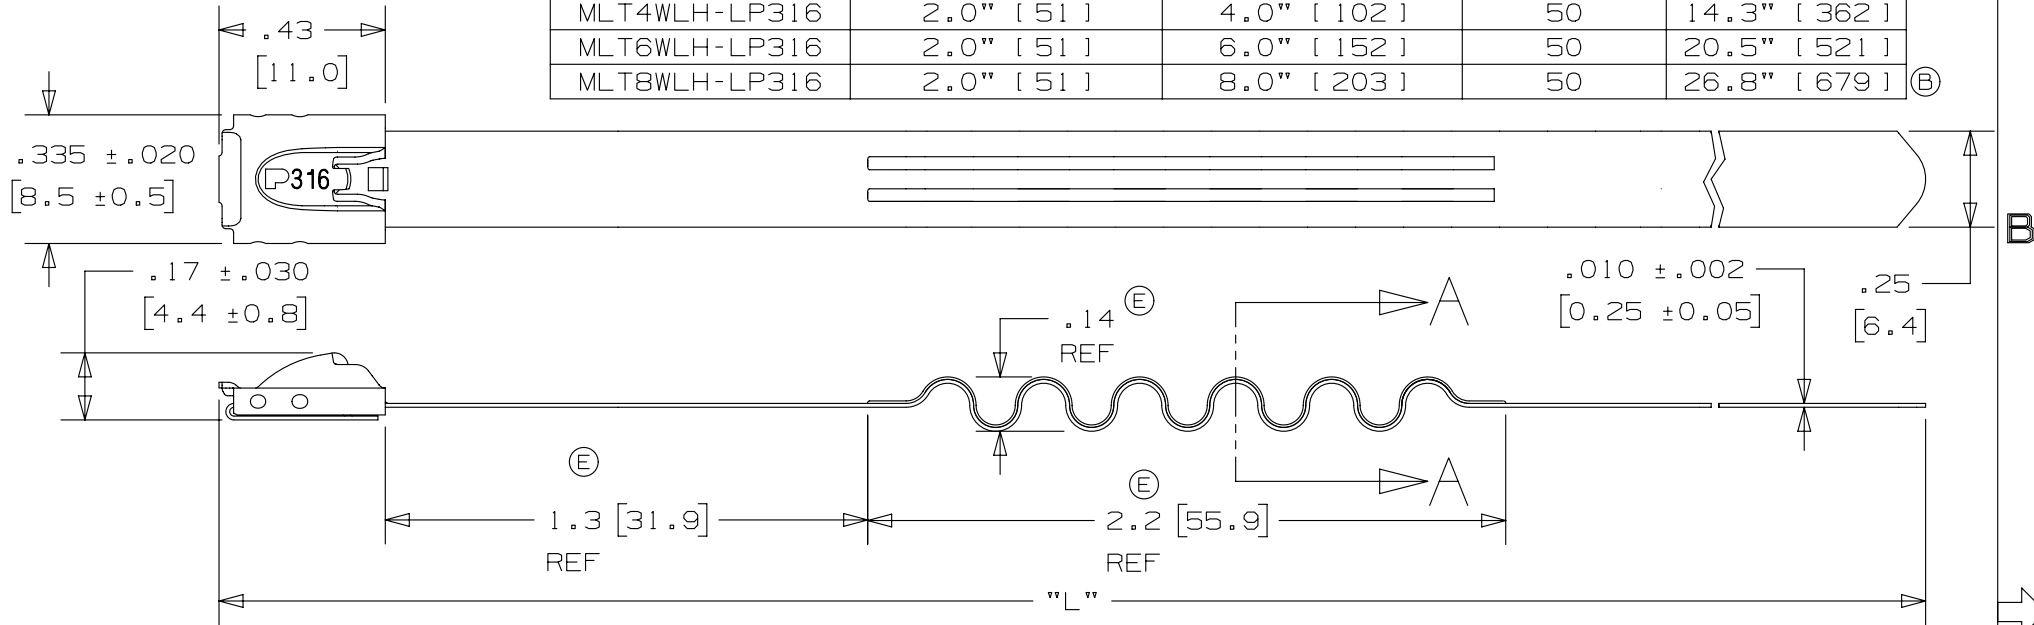 MLT4WLH-LP316 2.0" [ 51 ] 4.0" [ 102 ] 50 14.3" [ 362 ]
MLT6WLH-LP316 2.0" [ 51 ] 6.0" [ 152 ] 50 20.5" [ 521 ]
MLT8WLH-LP316 2.0" [ 51 ] 8.0" [ 203 ] 50 26.8" [ 679 ] B
.43
[11.0]
.335 ±.020
[8.5 ±0.5]
P316
B
.17 ±.030
[4.4 ±0.8]
.14 E
REF
A
.010 ±.002
[0.25 ±0.05]
.25
[6.4]
E
E
A
1.3 [31.9]
REF
2.2 [55.9]
REF
"L"